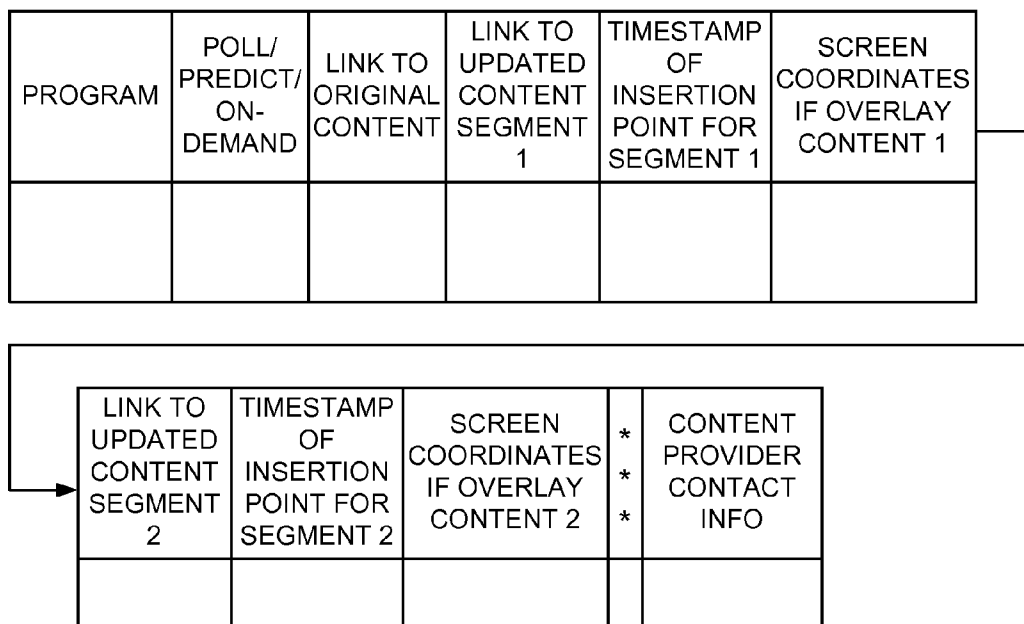 PROGRAM
POLL/
PREDICT/
ON-
DEMAND
LINK TO
ORIGINAL
CONTENT
LINK TO
UPDATED
CONTENT
SEGMENT
1
TIMESTAMP
OF
INSERTION
POINT FOR
SEGMENT 1
SCREEN
COORDINATES
IF OVERLAY
CONTENT 1
LINK TO
UPDATED
CONTENT
SEGMENT
2
TIMESTAMP
OF
INSERTION
POINT FOR
SEGMENT 2
SCREEN
COORDINATES
IF OVERLAY
CONTENT 2
*
*
*
CONTENT
PROVIDER
CONTACT
INFO